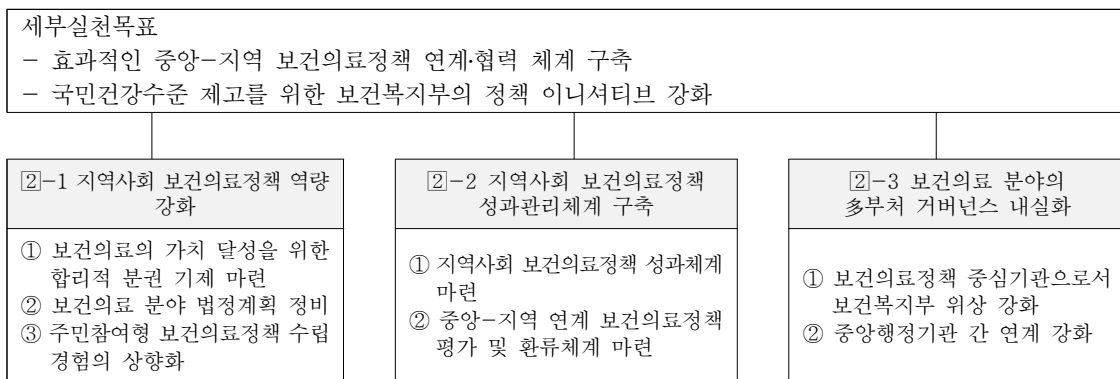 세부실천목표
- 효과적인 중앙-지역 보건의료정책 연계·협력 체계 구축
- 국민건강수준 제고를 위한 보건복지부의 정책 이니셔티브 강화
②-1 지역사회 보건의료정책 역량
강화
① 보건의료의 가치 달성을 위한
합리적 분권 기제 마련
② 보건의료 분야 법정계획 정비
③ 주민참여형 보건의료정책 수립
경험의 상향화
②-2 지역사회 보건의료정책
성과관리체계 구축
① 지역사회 보건의료정책 성과체계
마련
② 중앙-지역 연계 보건의료정책
평가 및 환류체계 마련
②-3 보건의료 분야의
多부처 거버넌스 내실화
① 보건의료정책 중심기관으로서
보건복지부 위상 강화
② 중앙행정기관 간 연계 강화